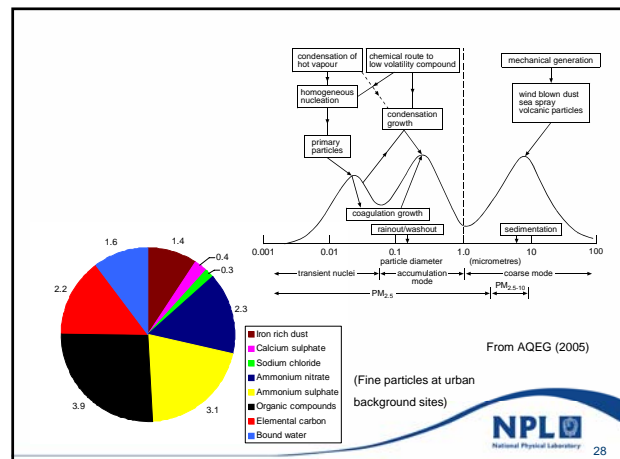 condensation of
hot vapour
chemical route to
low volatility compound
mechanical generation
homogeneous
nucleation
wind blown dust
sea spray
volcanic particles
condensation
growth
primary
particles
coagulation growth
rainout/washout
sedimentation
0.001
0.01
0.1
1.0
10
100
particle diameter
(micrometres)
transient nuclei
accumulation
mode
coarse mode
PM2.5
PM2.5-10
1.6
1.4
0.4
0.3
2.2
2.3
3.9
3.1
Iron rich dust
Calcium sulphate
Sodium chloride
Ammonium nitrate
Ammonium sulphate
Organic compounds
Elemental carbon
Bound water
From AQEG (2005)
(Fine particles at urban
background sites)
NPL
National Physical Laboratory
28